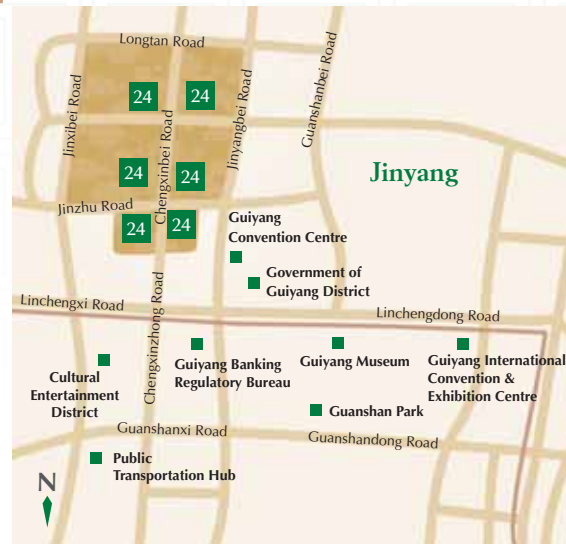 Longtan Road
Jinxibei Road
24
24
Chengxinbei Road
Jinyangbei Road
Guanshanbei Road
24
24
Jinyang
Jinzhu Road
24
24
Guiyang
Convention Centre
Government of
Guiyang District
Linchengxi Road
Linchengdong Road
Chengxinzhong Road
Cultural
Entertainment
District
Guiyang Banking
Regulatory Bureau
Guiyang Museum
Guiyang International
Convention &
Exhibition Centre
Guanshan Park
Guanshanxi Road
Guanshandong Road
Public
Transportation Hub
N